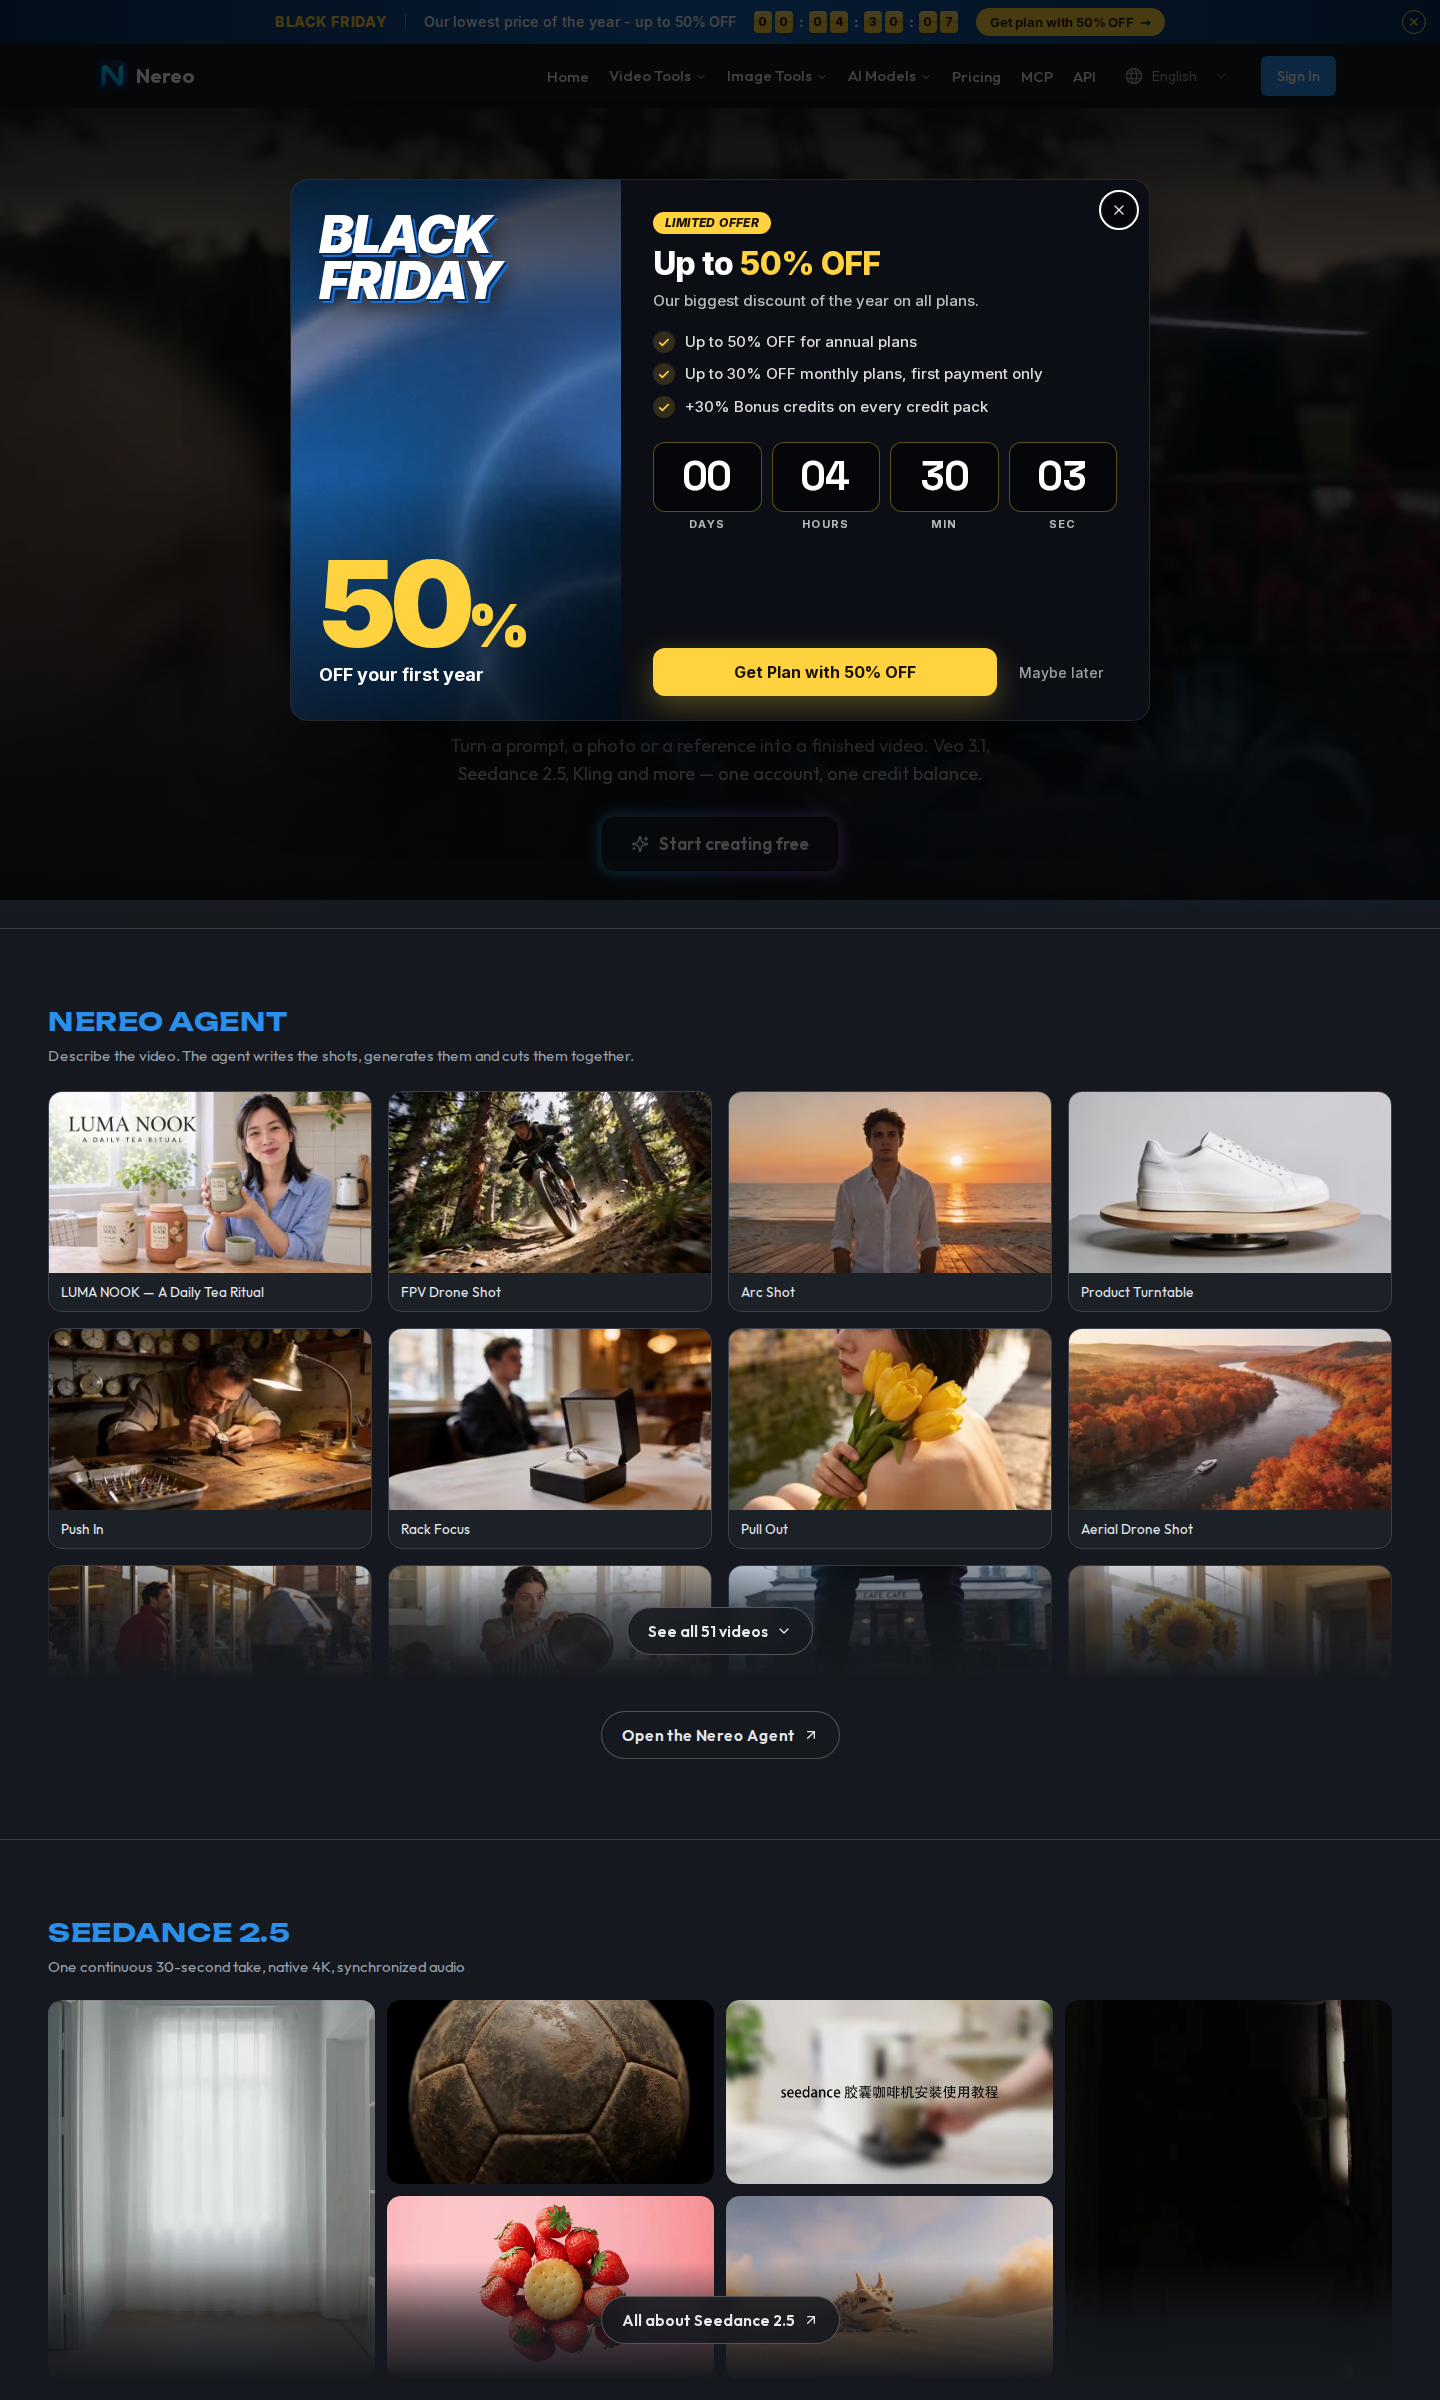 BLACK FRIDAY
Our lowest price of the year - up to 50% OFF
00 : 04 : 30 : 07
Get plan with 50% OFF →
Nereo
Home
Video Tools
Image Tools
AI Models
Pricing
MCP
API
English
Sign In
BLACK
FRIDAY
50%
OFF your first year
LIMITED OFFER
Up to 50% OFF
Our biggest discount of the year on all plans.
Up to 50% OFF for annual plans
Up to 30% OFF monthly plans, first payment only
+30% Bonus credits on every credit pack
00 04 30 03
DAYS HOURS MIN SEC
Get Plan with 50% OFF
Maybe later
Turn a prompt, a photo or a reference into a finished video. Veo 3.1,
Seedance 2.5, Kling and more — one account, one credit balance.
Start creating free
NEREO AGENT
Describe the video. The agent writes the shots, generates them and cuts them together.
LUMA NOOK
A DAILY TEA RITUAL
LUMA NOOK — A Daily Tea Ritual
FPV Drone Shot
Arc Shot
Product Turntable
Push In
Rack Focus
Pull Out
Aerial Drone Shot
CAFE CAFE
See all 51 videos
Open the Nereo Agent
SEEDANCE 2.5
One continuous 30-second take, native 4K, synchronized audio
seedance 胶囊咖啡机安装使用教程
All about Seedance 2.5